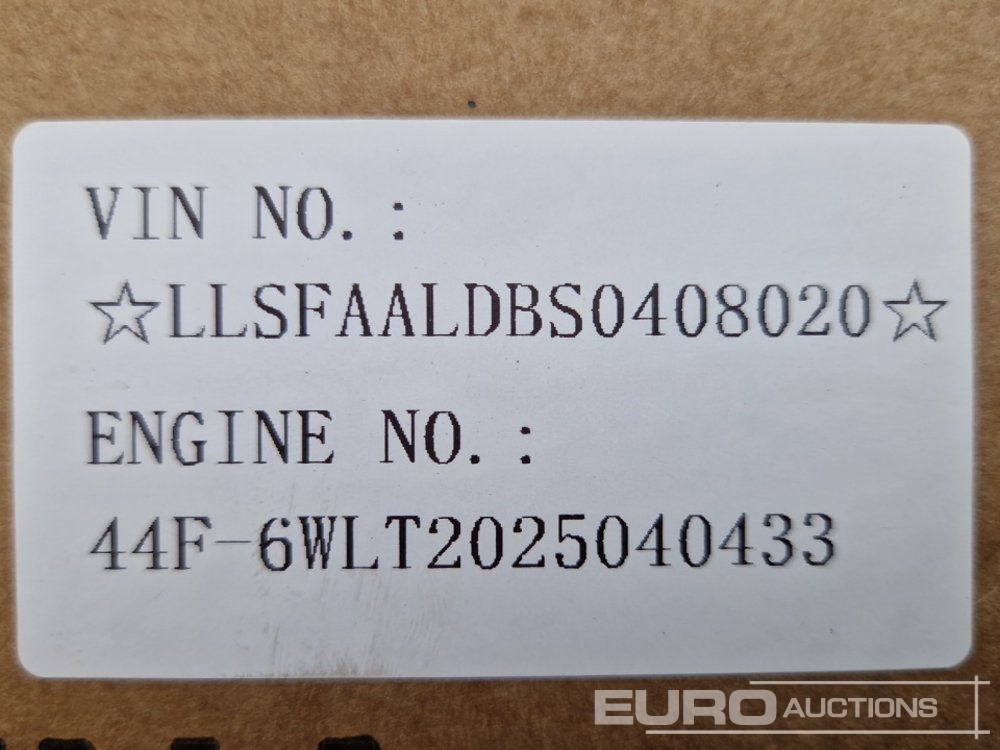 VIN NO.:
☆LLSFAALDBS0408020☆
ENGINE NO.:
44F-6WLT2025040433
EURO AUCTIONS